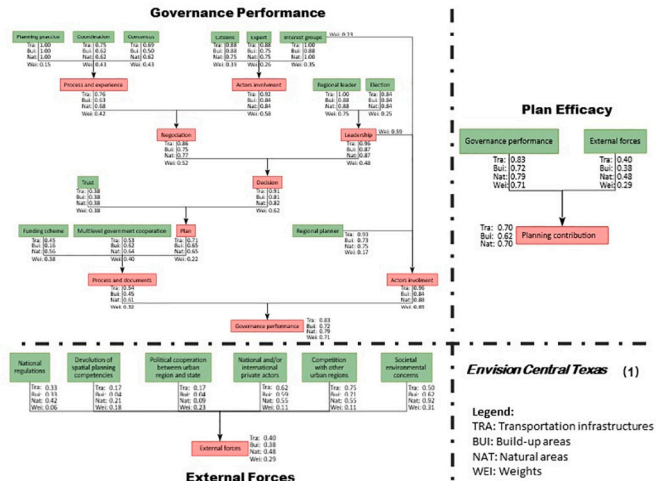 Governance Performance
Planning practice
Coordination
Consensus
Citizens
Expert
Interest groups
Tra: 1.00
Bui: 1.00
Nat: 1.00
Wei: 0.15
Tra: 0.75
Bui: 0.62
Nat: 0.62
Wei: 0.43
Tra: 0.69
Bui: 0.50
Nat: 0.62
Wei: 0.43
Tra: 0.88
Bui: 0.75
Nat: 0.75
Wei: 0.39
Tra: 0.88
Bui: 0.88
Nat: 0.75
Wei: 0.26
Tra: 1.00
Bui: 0.88
Nat: 1.00
Wei: 0.35
Process and experience
Actors involvement
Regional leader
Election
Tra: 0.76
Bui: 0.63
Nat: 0.68
Wei: 0.42
Tra: 0.92
Bui: 0.84
Nat: 0.84
Wei: 0.58
Tra: 1.00
Bui: 0.88
Nat: 0.88
Wei: 0.75
Tra: 0.84
Bui: 0.84
Nat: 0.84
Wei: 0.25
Negociation
Leadership
Tra: 0.86
Bui: 0.75
Nat: 0.77
Wei: 0.52
Tra: 0.96
Bui: 0.87
Nat: 0.87
Wei: 0.48
Trust
Decision
Tra: 0.38
Bui: 0.38
Nat: 0.38
Wei: 0.38
Tra: 0.91
Bui: 0.81
Nat: 0.82
Wei: 0.62
Funding scheme
Multilevel government cooperation
Plan
Regional planner
Tra: 0.45
Bui: 0.16
Nat: 0.56
Wei: 0.38
Tra: 0.53
Bui: 0.62
Nat: 0.64
Wei: 0.40
Tra: 0.71
Bui: 0.65
Nat: 0.65
Wei: 0.22
Tra: 0.93
Bui: 0.73
Nat: 0.75
Wei: 0.17
Process and documents
Actors involment
Tra: 0.54
Bui: 0.45
Nat: 0.61
Tra: 0.96
Bui: 0.84
Nat: 0.88
Governance performance
Tra: 0.83
Bui: 0.72
Nat: 0.79
Wei: 0.71
Plan Efficacy
Governance performance
External forces
Tra: 0.83
Bui: 0.72
Nat: 0.79
Wei: 0.71
Tra: 0.40
Bui: 0.38
Nat: 0.48
Wei: 0.29
Planning contribution
Tra: 0.70
Bui: 0.62
Nat: 0.70
National
regulations
Devolution of
spatial planning
competencies
Political cooperation
between urban
region and state
National and/or
international
private actors
Competition
with other
urban regions
Societal
environmental
concerns
Tra: 0.33
Bui: 0.33
Nat: 0.42
Wei: 0.06
Tra: 0.17
Bui: 0.04
Nat: 0.21
Wei: 0.18
Tra: 0.17
Bui: 0.04
Nat: 0.09
Wei: 0.23
Tra: 0.62
Bui: 0.59
Nat: 0.55
Wei: 0.11
Tra: 0.75
Bui: 0.71
Nat: 0.55
Wei: 0.11
Tra: 0.50
Bui: 0.62
Nat: 0.92
Wei: 0.31
External forces
Tra: 0.40
Bui: 0.38
Nat: 0.48
Wei: 0.29
External Forces
Envision Central Texas (1)
Legend:
TRA: Transportation infrastructures
BUI: Build-up areas
NAT: Natural areas
WEI: Weights